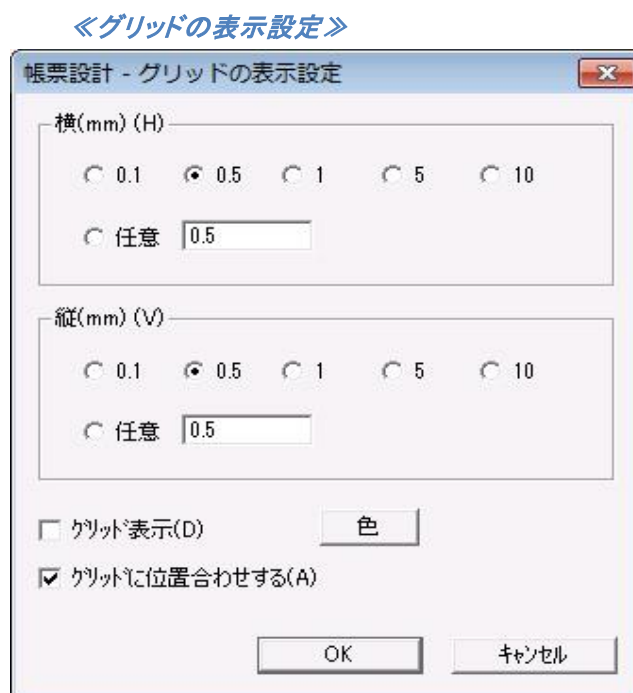 ≪グリッドの表示設定≫
帳票設計 - グリッドの表示設定
横(mm) (H)
0.1 0.5 1 5 10
任意 0.5
縦(mm) (V)
0.1 0.5 1 5 10
任意 0.5
グリッド表示(D) 色
グリッドに位置合わせする(A)
OK キャンセル